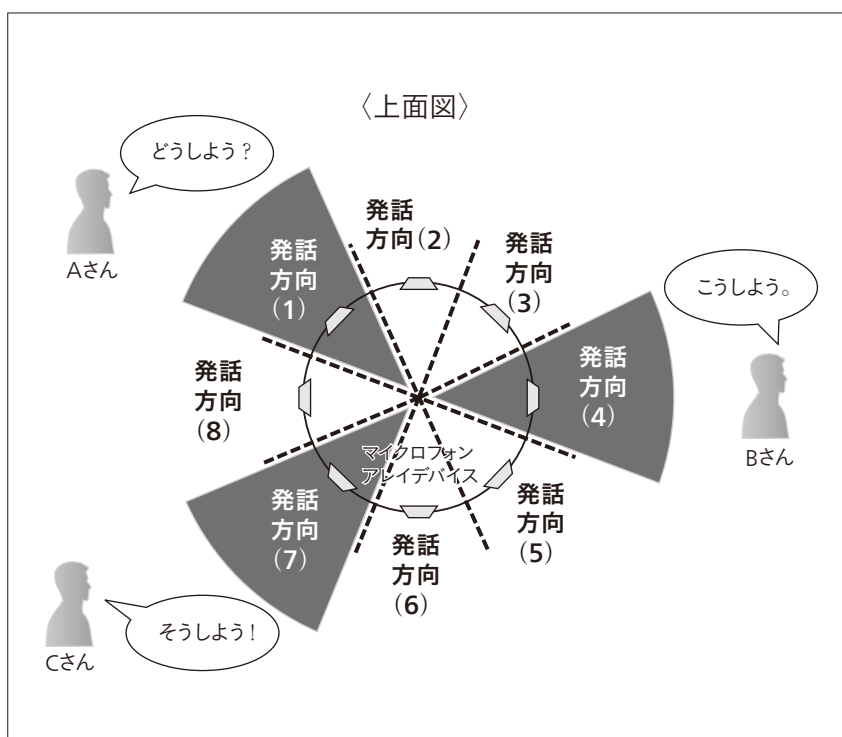 〈上面図〉
どうしよう？
Aさん
発話
方向
(1)
発話
方向(2)
発話
方向
(3)
こうしよう。
Bさん
発話
方向
(4)
発話
方向
(8)
マイクロフォン
アレイデバイス
発話
方向
(5)
発話
方向
(7)
発話
方向
(6)
そうしよう！
Cさん